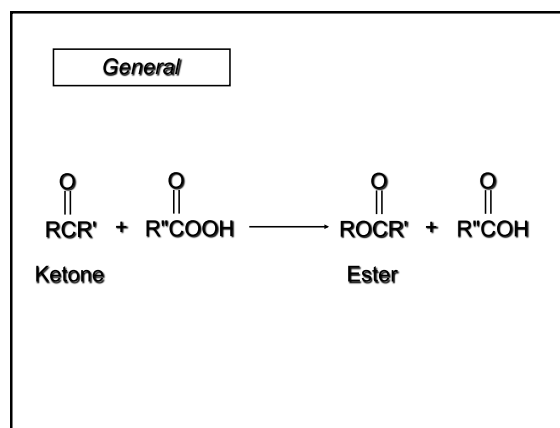 General
O O O O
RCR' + R"COOH ROCR' + R"COH
Ketone Ester